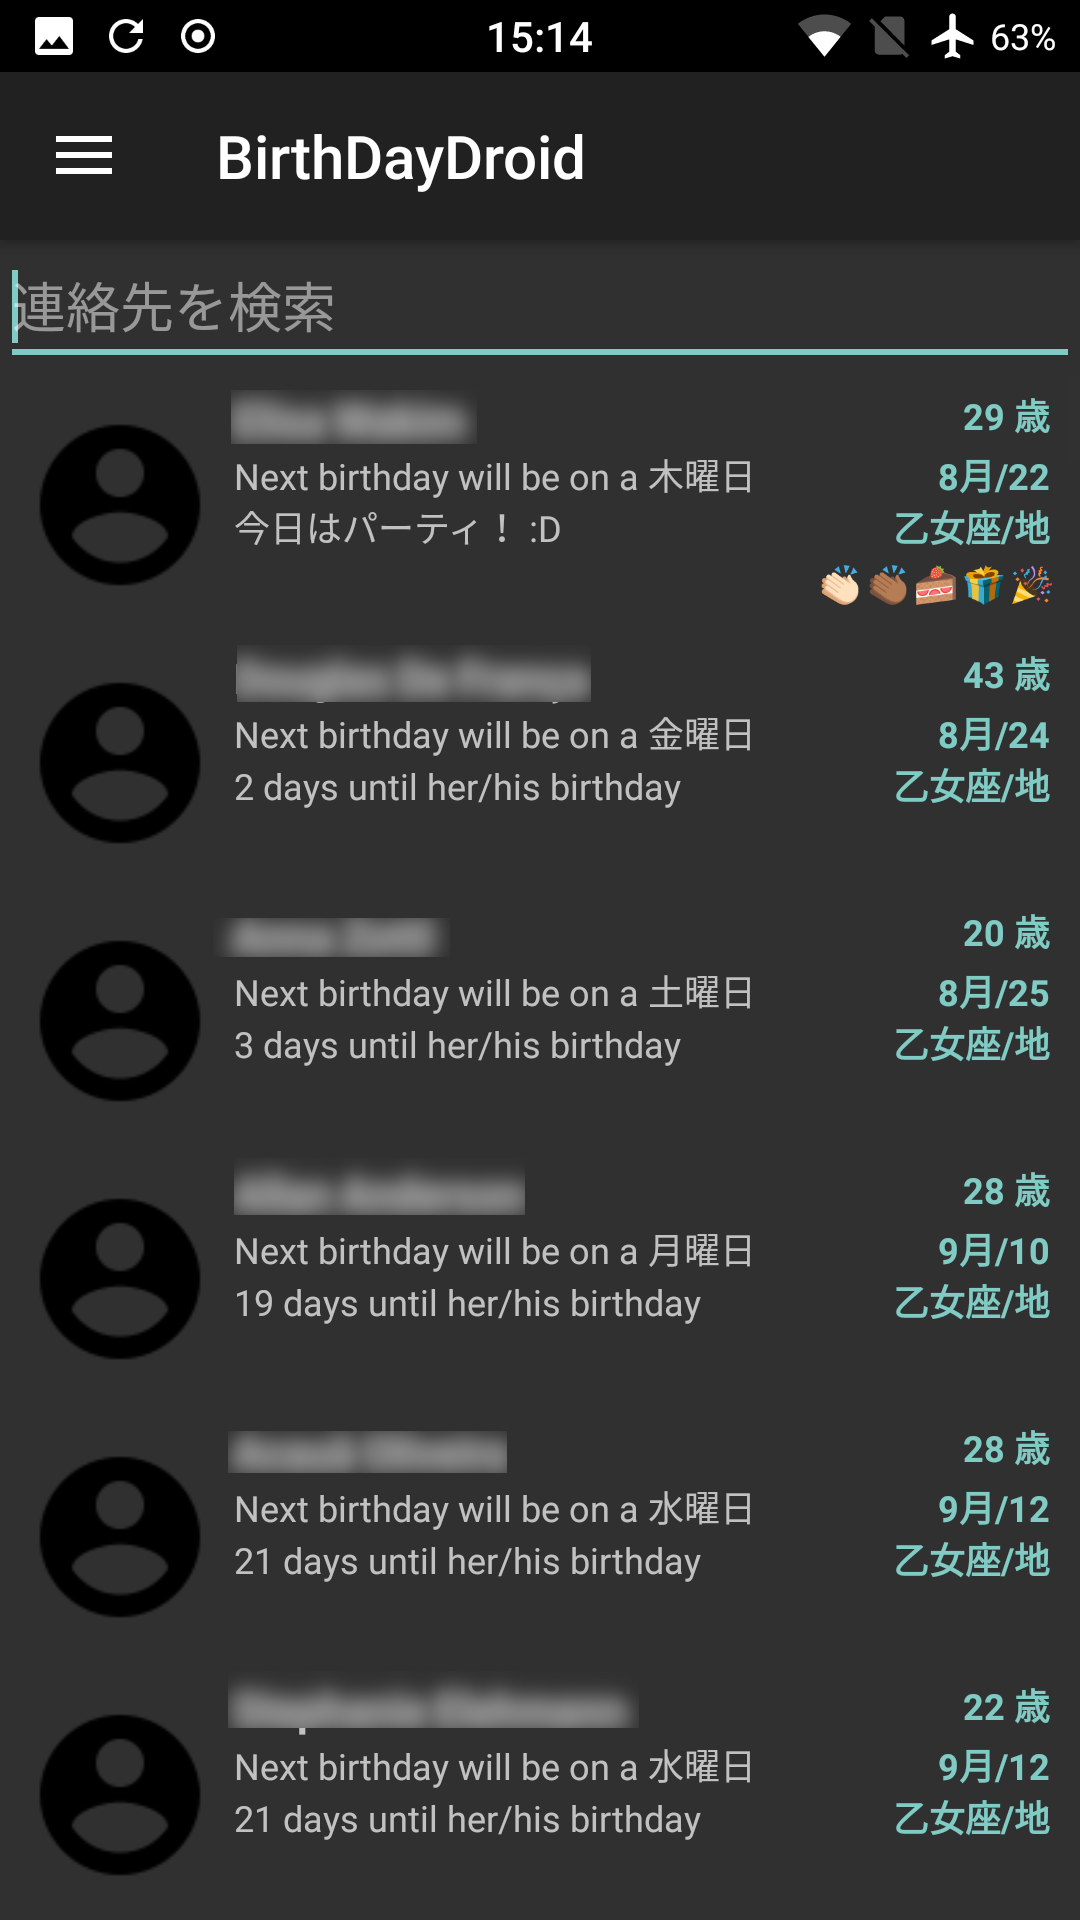 15:14
63%
BirthDayDroid
連絡先を検索
29 歳
Next birthday will be on a 木曜日
8月/22
今日はパーティ！ :D
乙女座/地
👏🏻👏🏾🍰🎁🎉
43 歳
Next birthday will be on a 金曜日
8月/24
2 days until her/his birthday
乙女座/地
20 歳
Next birthday will be on a 土曜日
8月/25
3 days until her/his birthday
乙女座/地
28 歳
Next birthday will be on a 月曜日
9月/10
19 days until her/his birthday
乙女座/地
28 歳
Next birthday will be on a 水曜日
9月/12
21 days until her/his birthday
乙女座/地
22 歳
Next birthday will be on a 水曜日
9月/12
21 days until her/his birthday
乙女座/地